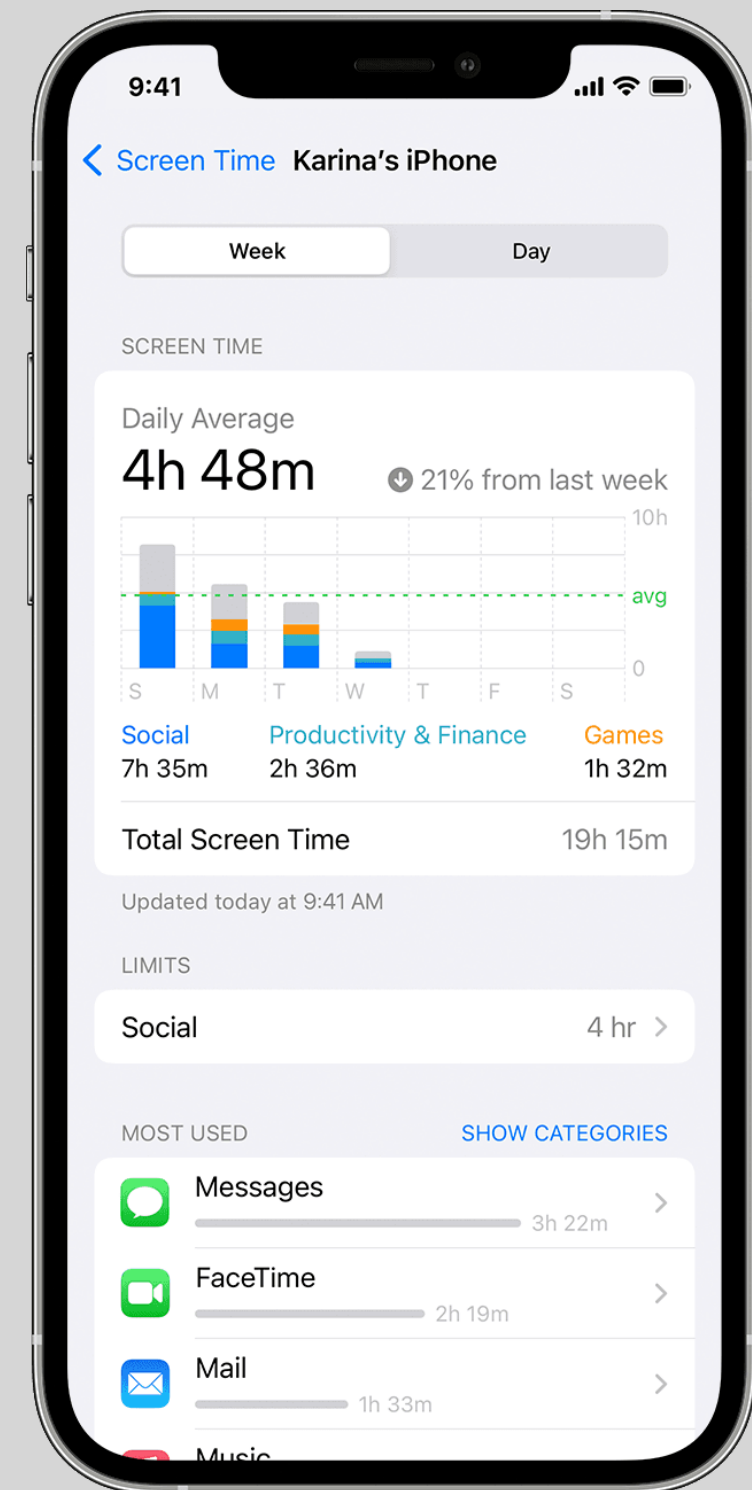 9:41
Screen Time Karina's iPhone
Week Day
SCREEN TIME
Daily Average
4h 48m 21% from last week
10h
avg
0
S M T W T F S
Social Productivity & Finance Games
7h 35m 2h 36m 1h 32m
Total Screen Time 19h 15m
Updated today at 9:41 AM
LIMITS
Social 4 hr
MOST USED SHOW CATEGORIES
Messages
3h 22m
FaceTime
2h 19m
Mail
1h 33m
Music